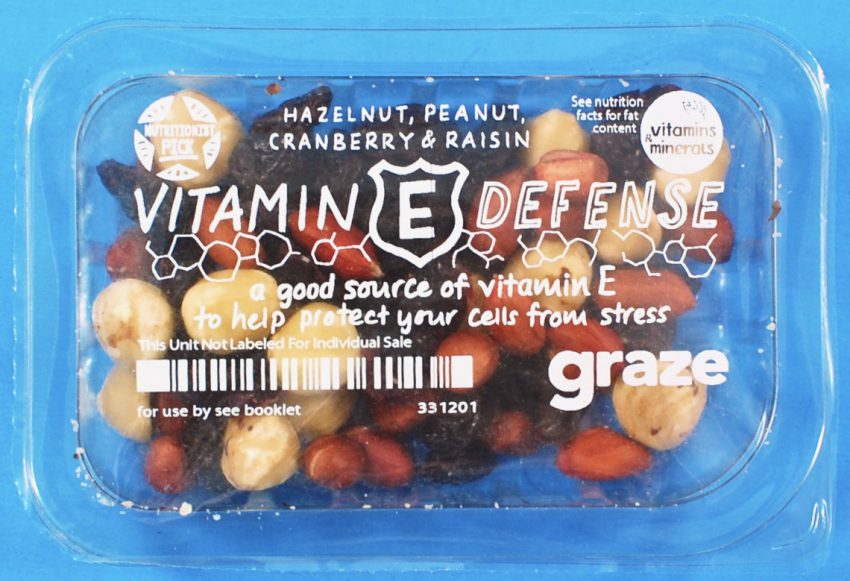 HAZELNUT, PEANUT,
CRANBERRY & RAISIN
NUTRITIONIST
PICK
See nutrition
facts for fat
content
vitamins
& minerals
VITAMIN E DEFENSE
a good source of vitamin E
to help protect your cells from stress
This Unit Not Labeled For Individual Sale
graze
for use by see booklet 331201